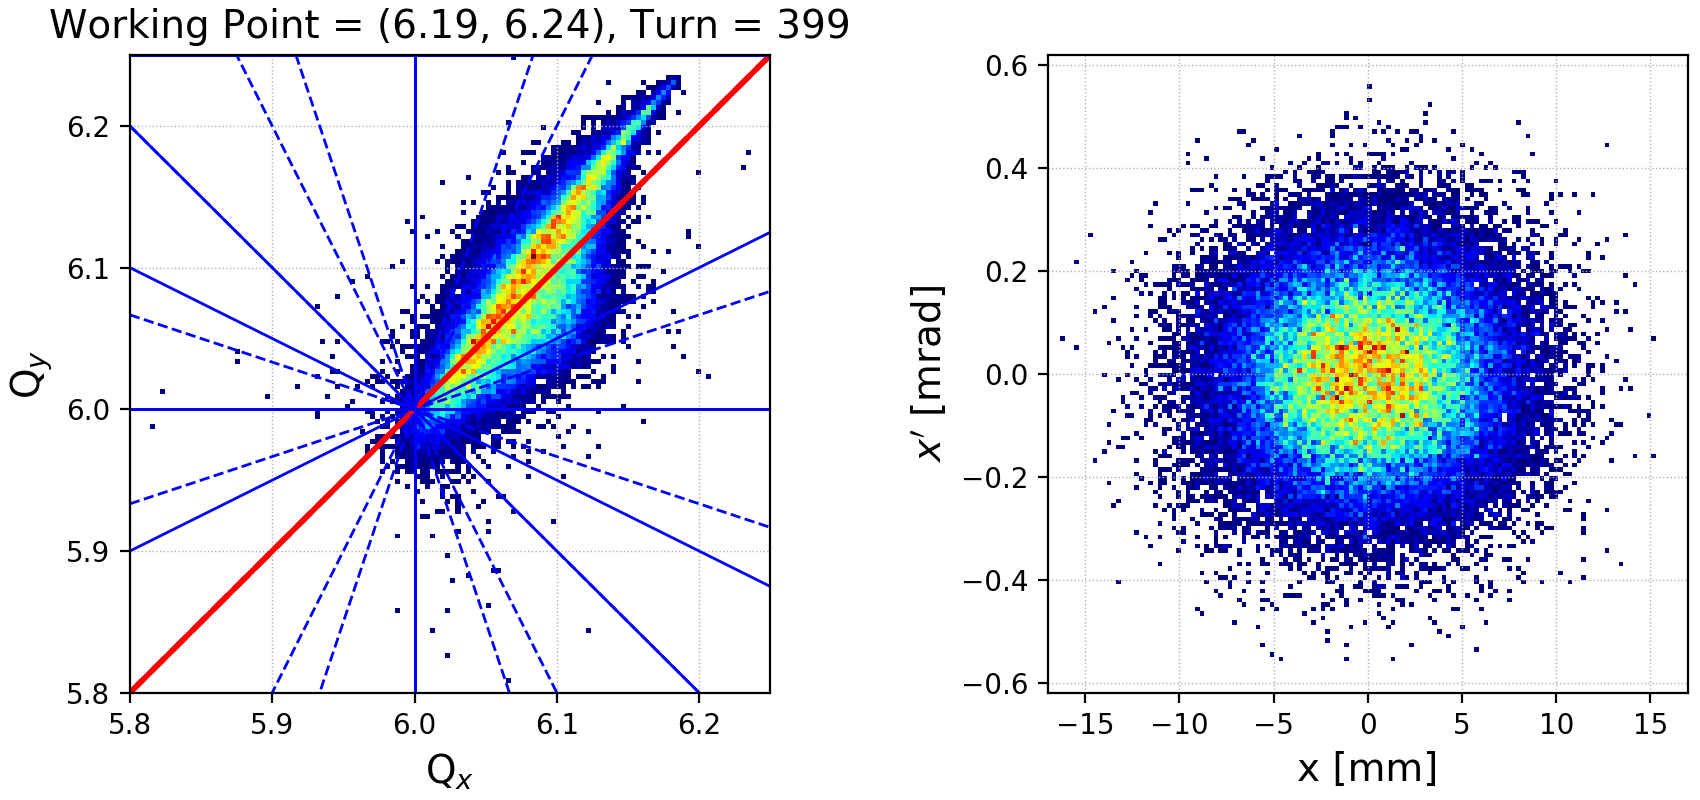 Working Point = (6.19, 6.24), Turn = 399
6.2
6.1
6.0
5.9
5.8
Qy
5.8 5.9 6.0 6.1 6.2
Qx
0.6
0.4
0.2
0.0
−0.2
−0.4
−0.6
x′ [mrad]
−15 −10 −5 0 5 10 15
x [mm]